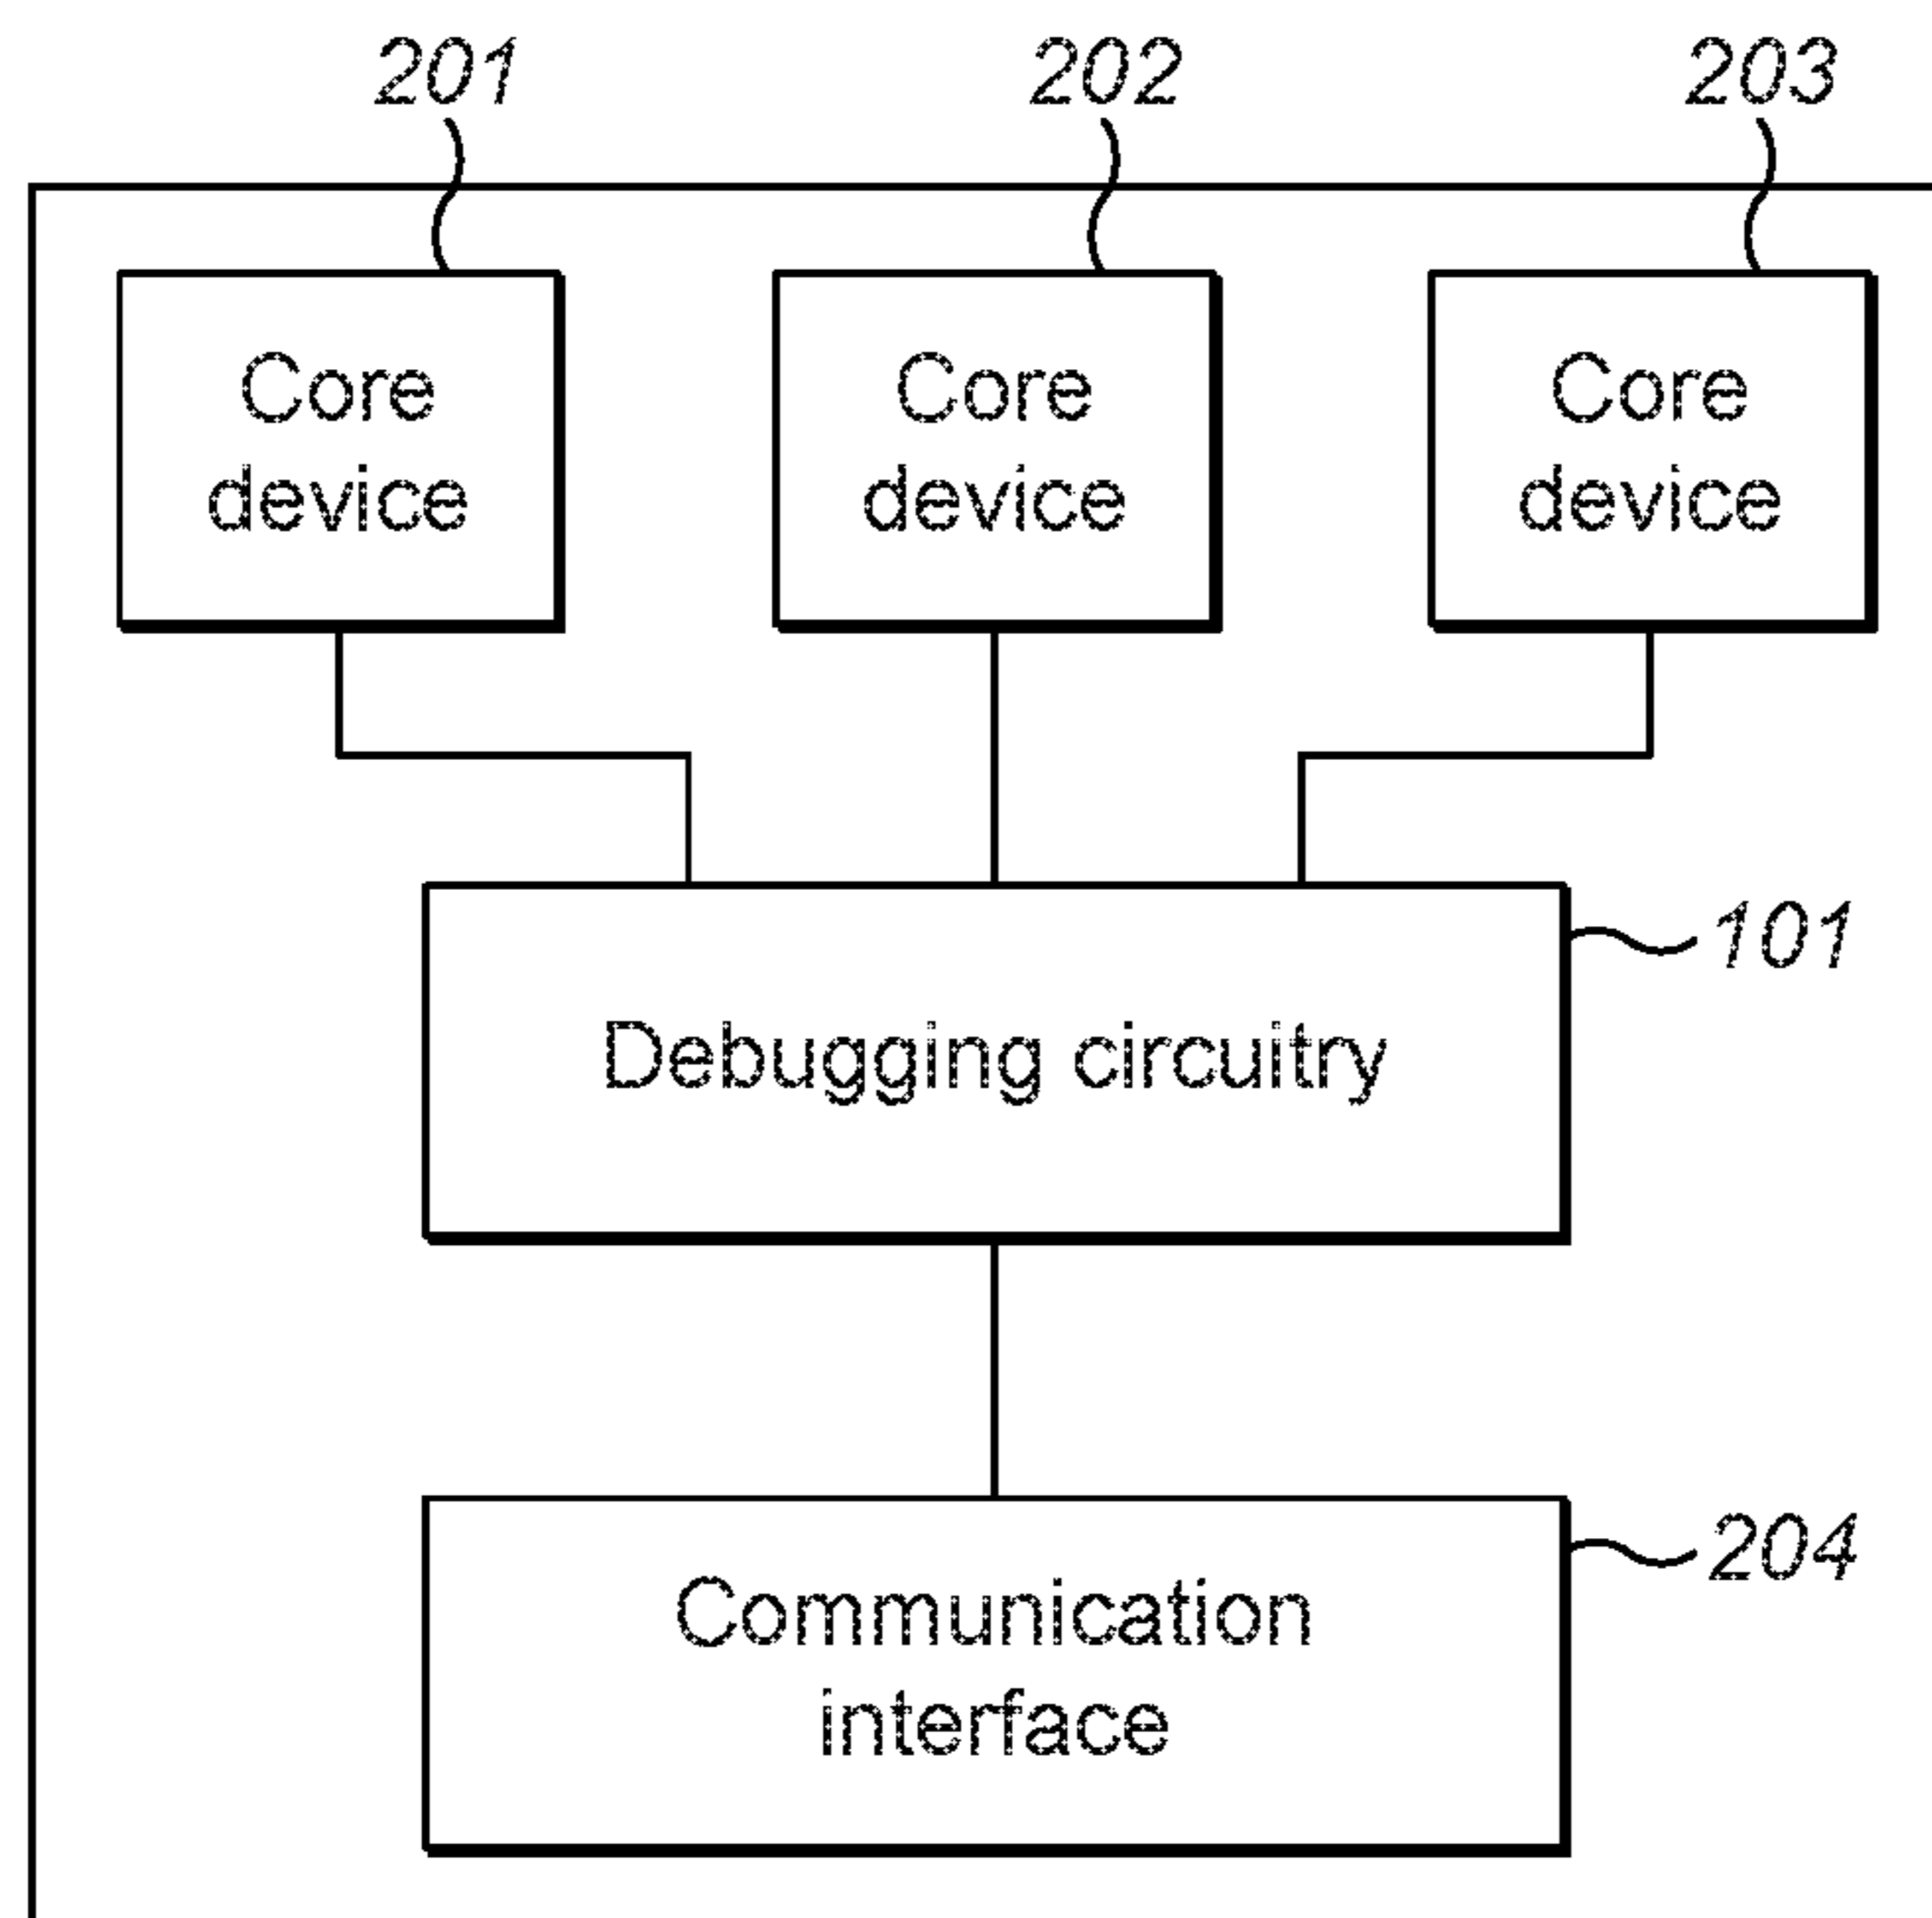 201 202 203
Core
device
Core
device
Core
device
101
Debugging circuitry
204
Communication
interface